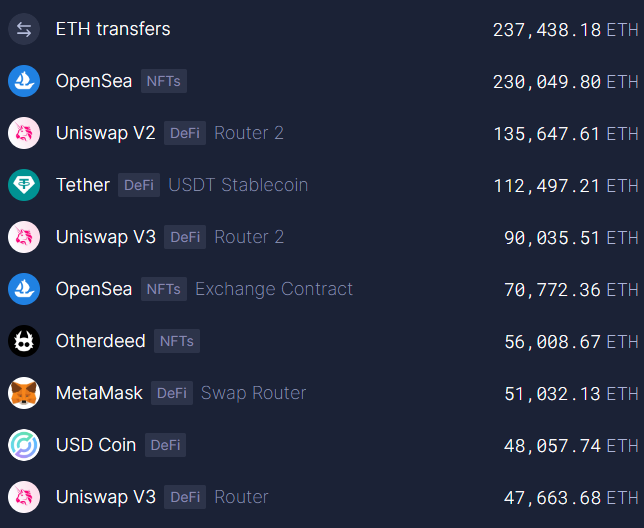 ETH transfers 237,438.18 ETH
OpenSea NFTs 230,049.80 ETH
Uniswap V2 DeFi Router 2 135,647.61 ETH
Tether DeFi USDT Stablecoin 112,497.21 ETH
Uniswap V3 DeFi Router 2 90,035.51 ETH
OpenSea NFTs Exchange Contract 70,772.36 ETH
Otherdeed NFTs 56,008.67 ETH
MetaMask DeFi Swap Router 51,032.13 ETH
USD Coin DeFi 48,057.74 ETH
Uniswap V3 DeFi Router 47,663.68 ETH